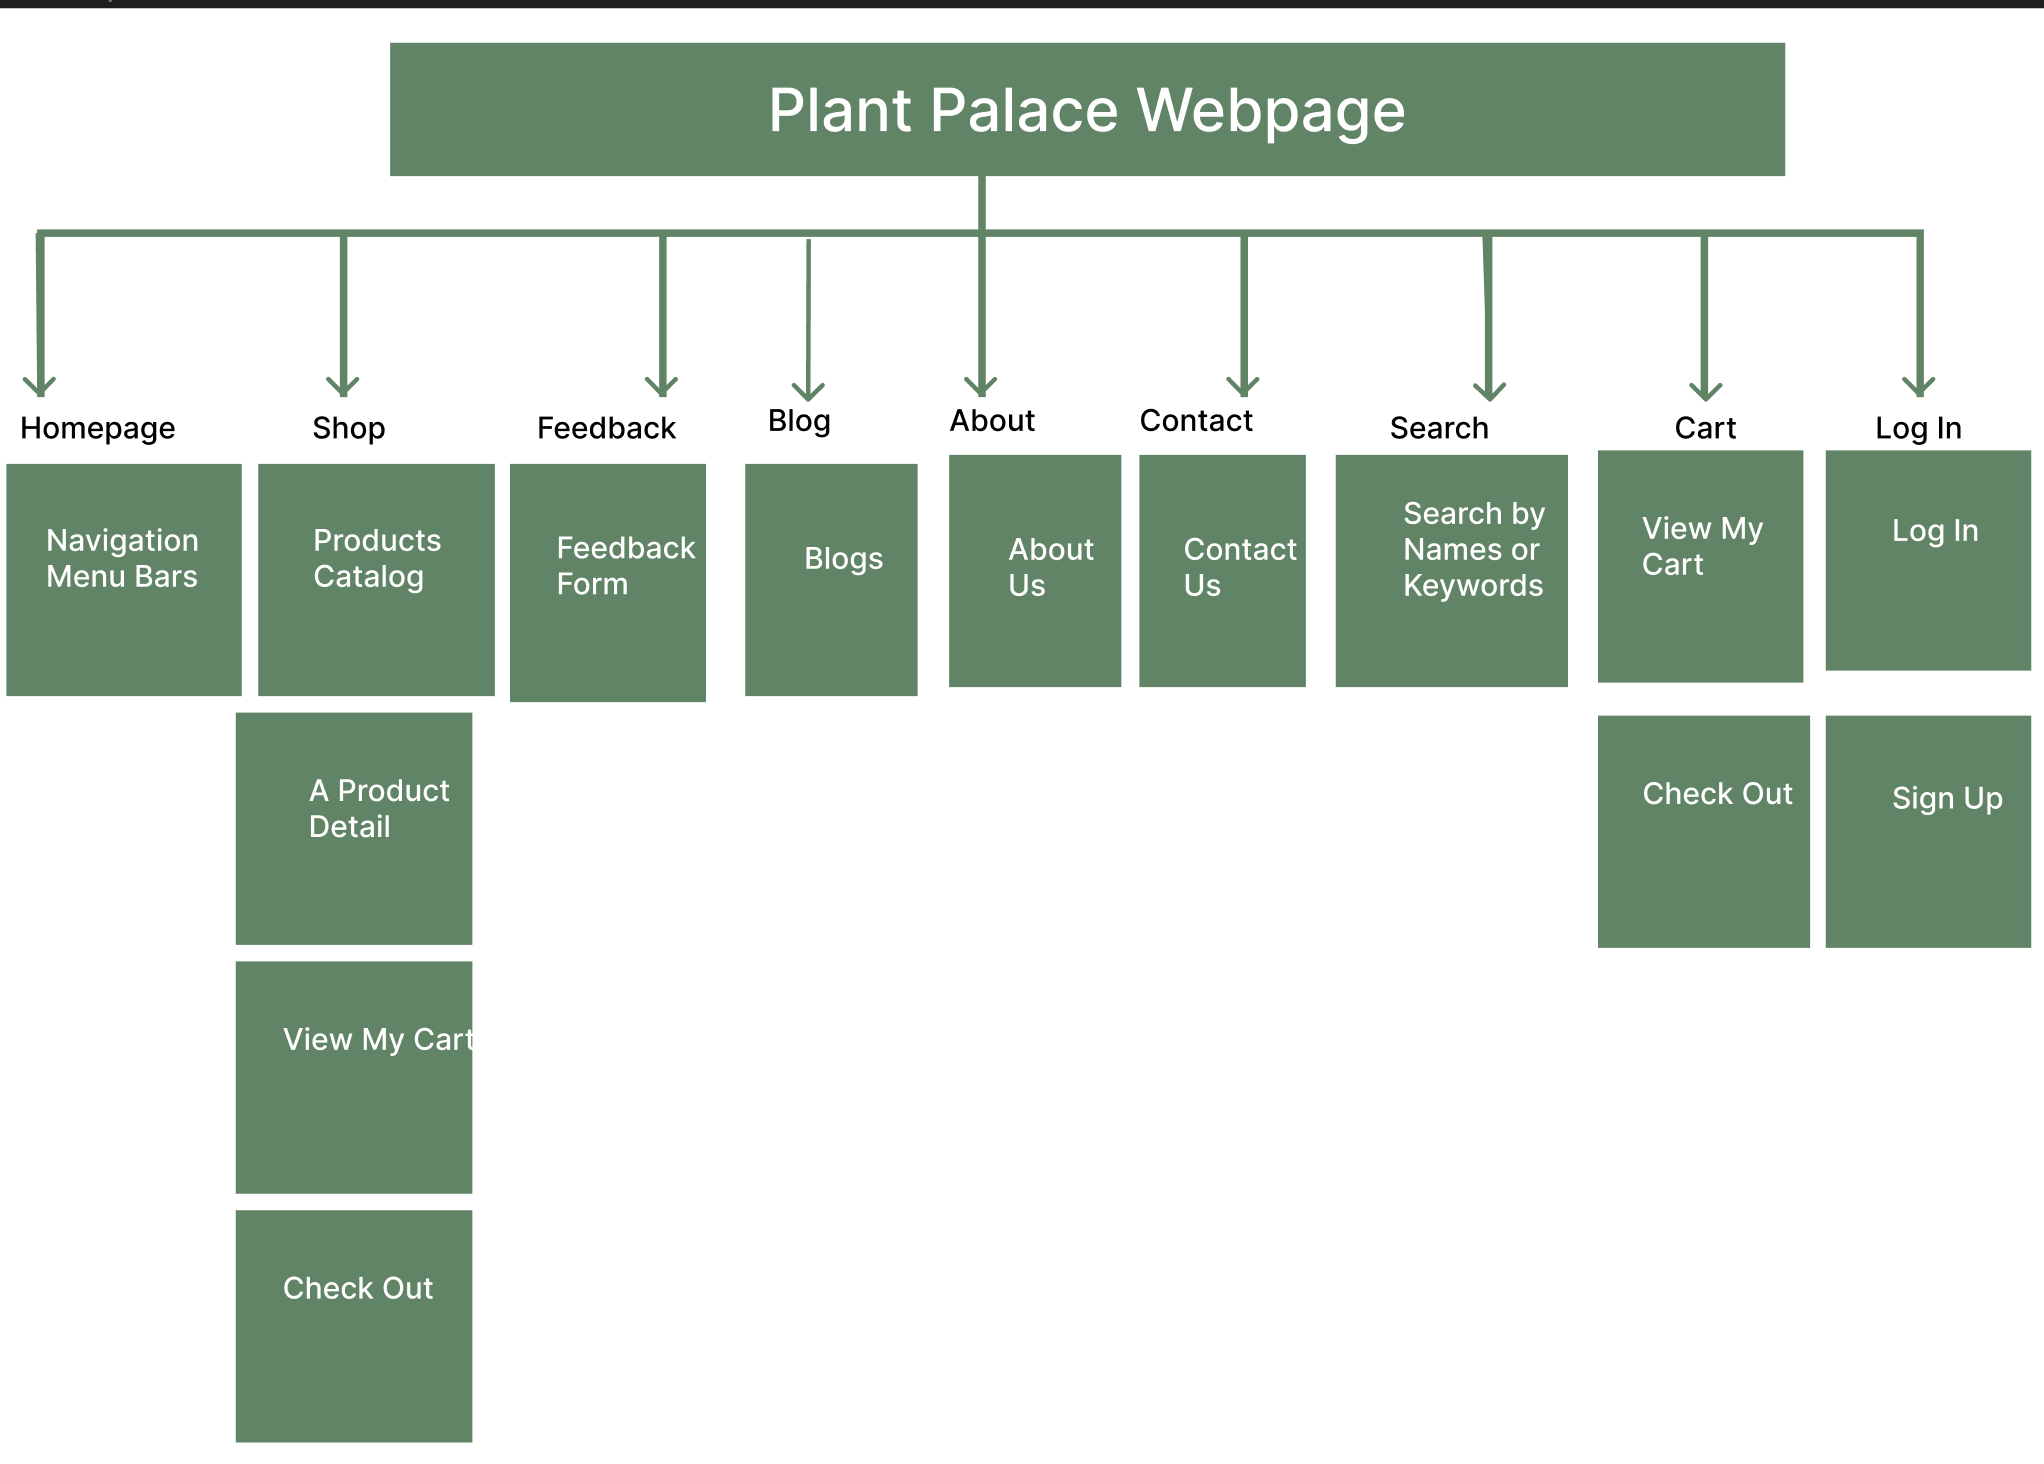 Plant Palace Webpage
Homepage
Shop
Feedback
Blog
About
Contact
Search
Cart
Log In
Navigation
Menu Bars
Products
Catalog
Feedback
Form
Blogs
About
Us
Contact
Us
Search by
Names or
Keywords
View My
Cart
Log In
A Product
Detail
Check Out
Sign Up
View My Cart
Check Out